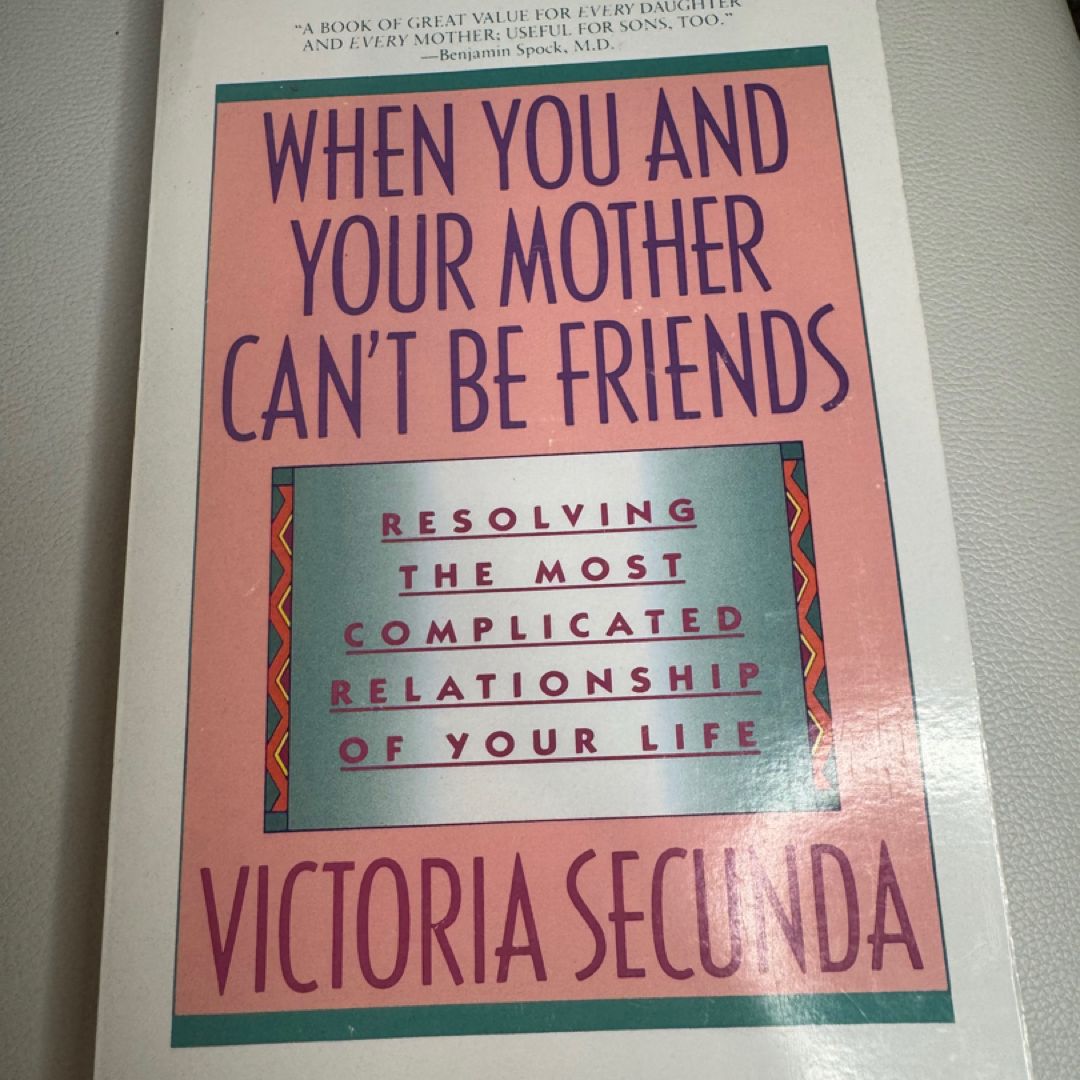 "A BOOK OF GREAT VALUE FOR EVERY DAUGHTER
AND EVERY MOTHER; USEFUL FOR SONS, TOO."
—Benjamin Spock, M.D.
WHEN YOU AND
YOUR MOTHER
CAN'T BE FRIENDS
RESOLVING
THE MOST
COMPLICATED
RELATIONSHIP
OF YOUR LIFE
VICTORIA SECUNDA